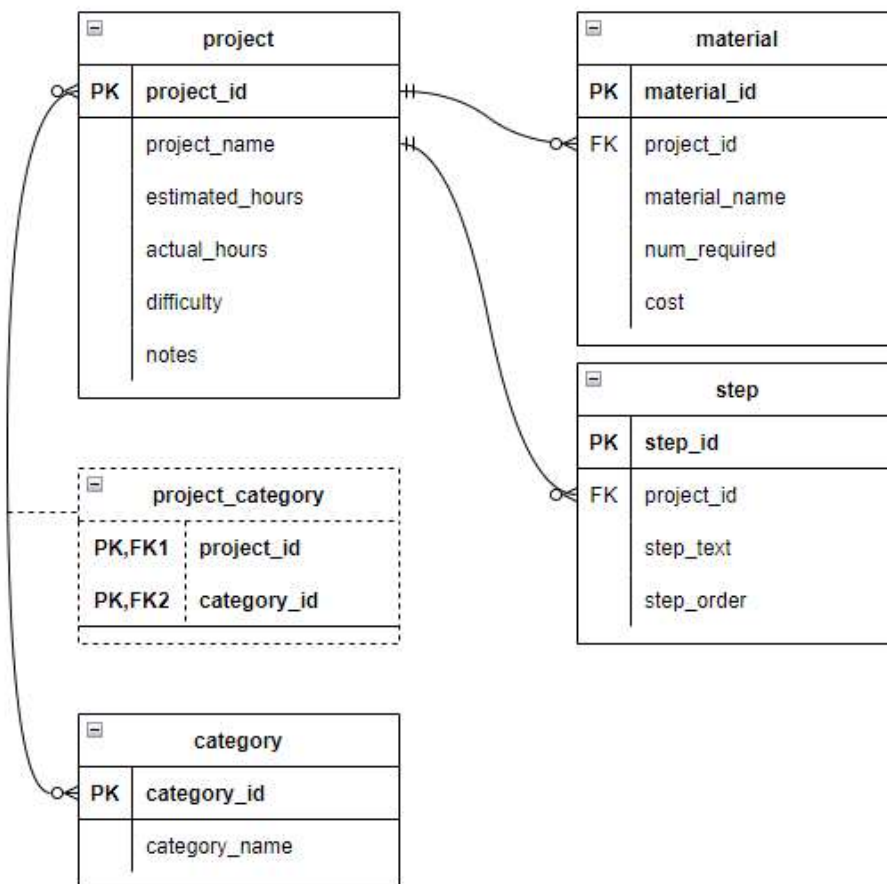 project
PK project_id
project_name
estimated_hours
actual_hours
difficulty
notes
material
PK material_id
FK project_id
material_name
num_required
cost
step
PK step_id
FK project_id
step_text
step_order
project_category
PK,FK1 project_id
PK,FK2 category_id
category
PK category_id
category_name